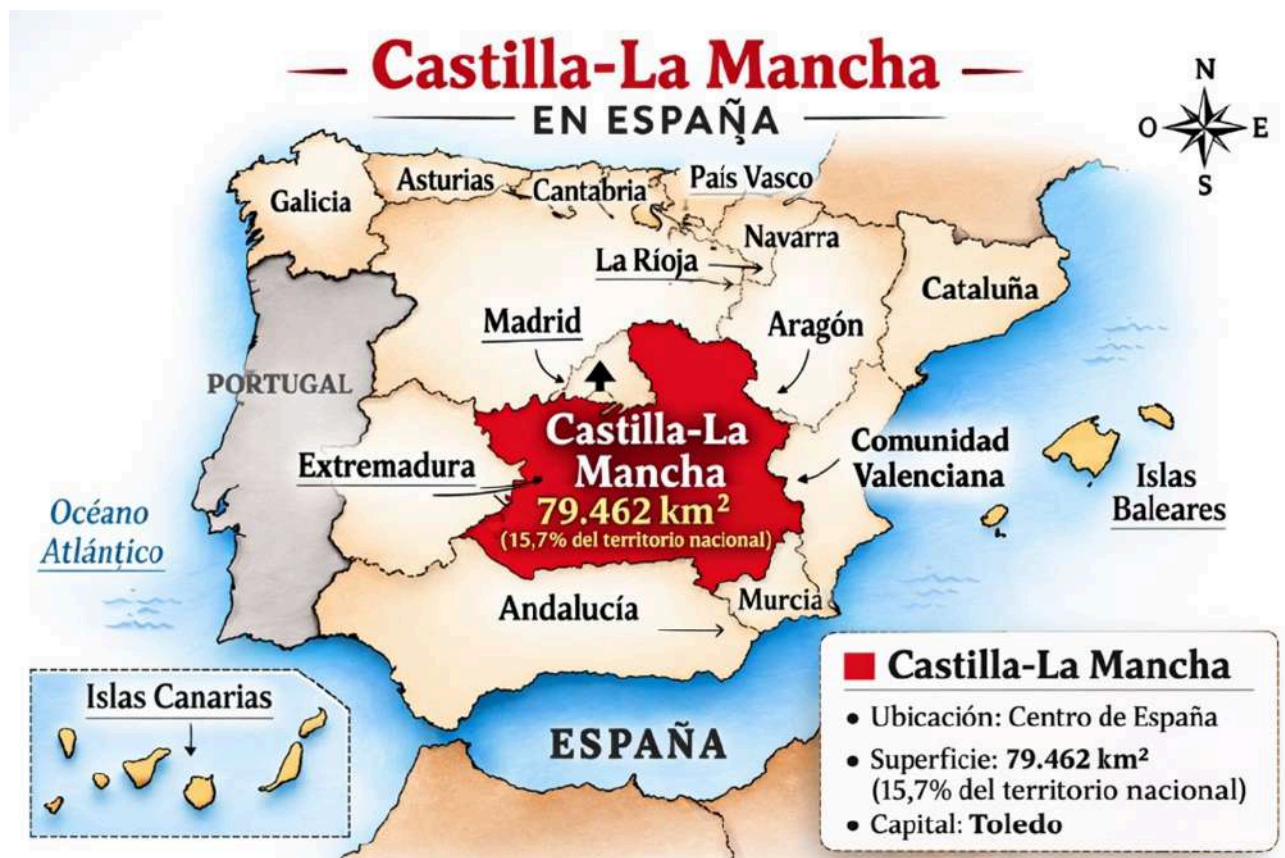 Castilla-La Mancha
EN ESPAÑA
N
O E
S
Galicia
Asturias
Cantabria
País Vasco
Navarra
La Rioja
Cataluña
Madrid
Aragón
PORTUGAL
Castilla-La
Mancha
79.462 km²
(15,7% del territorio nacional)
Extremadura
Comunidad
Valenciana
Islas
Baleares
Océano
Atlántico
Andalucía
Murcia
Islas Canarias
ESPAÑA
Castilla-La Mancha
• Ubicación: Centro de España
• Superficie: 79.462 km²
(15,7% del territorio nacional)
• Capital: Toledo